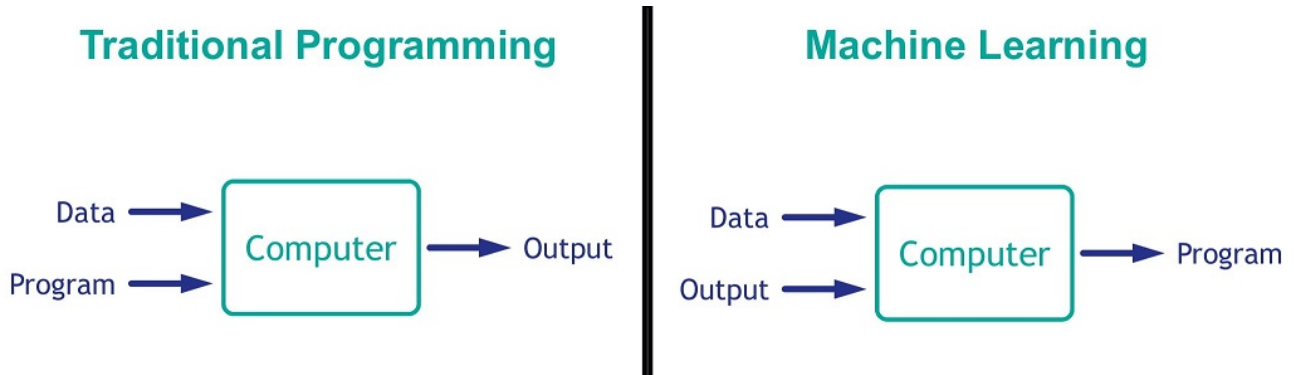 Traditional Programming
Data
Program
Computer
Output
Machine Learning
Data
Output
Computer
Program